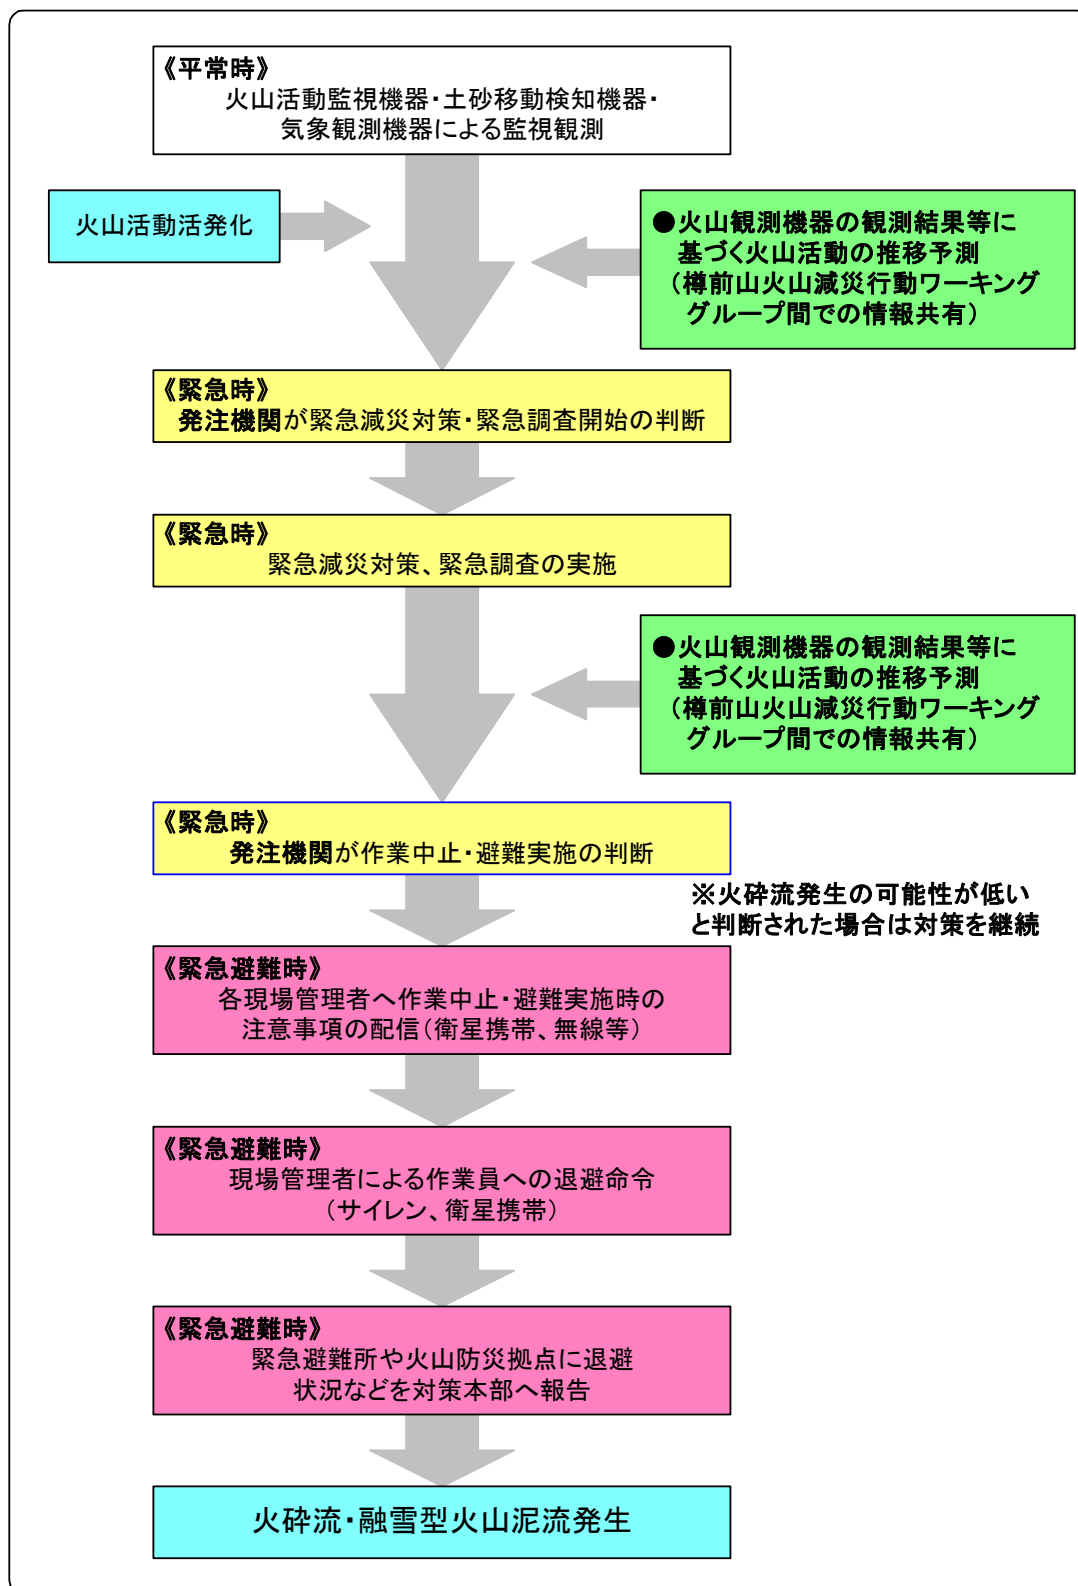 《平常時》
火山活動監視機器・土砂移動検知機器・
気象観測機器による監視観測
火山活動活発化
●火山観測機器の観測結果等に
基づく火山活動の推移予測
(樽前山火山減災行動ワーキング
グループ間での情報共有)
《緊急時》
発注機関が緊急減災対策・緊急調査開始の判断
《緊急時》
緊急減災対策、緊急調査の実施
●火山観測機器の観測結果等に
基づく火山活動の推移予測
(樽前山火山減災行動ワーキング
グループ間での情報共有)
《緊急時》
発注機関が作業中止・避難実施の判断
※火砕流発生の可能性が低い
と判断された場合は対策を継続
《緊急避難時》
各現場管理者へ作業中止・避難実施時の
注意事項の配信(衛星携帯、無線等)
《緊急避難時》
現場管理者による作業員への退避命令
(サイレン、衛星携帯)
《緊急避難時》
緊急避難所や火山防災拠点に退避
状況などを対策本部へ報告
火砕流・融雪型火山泥流発生